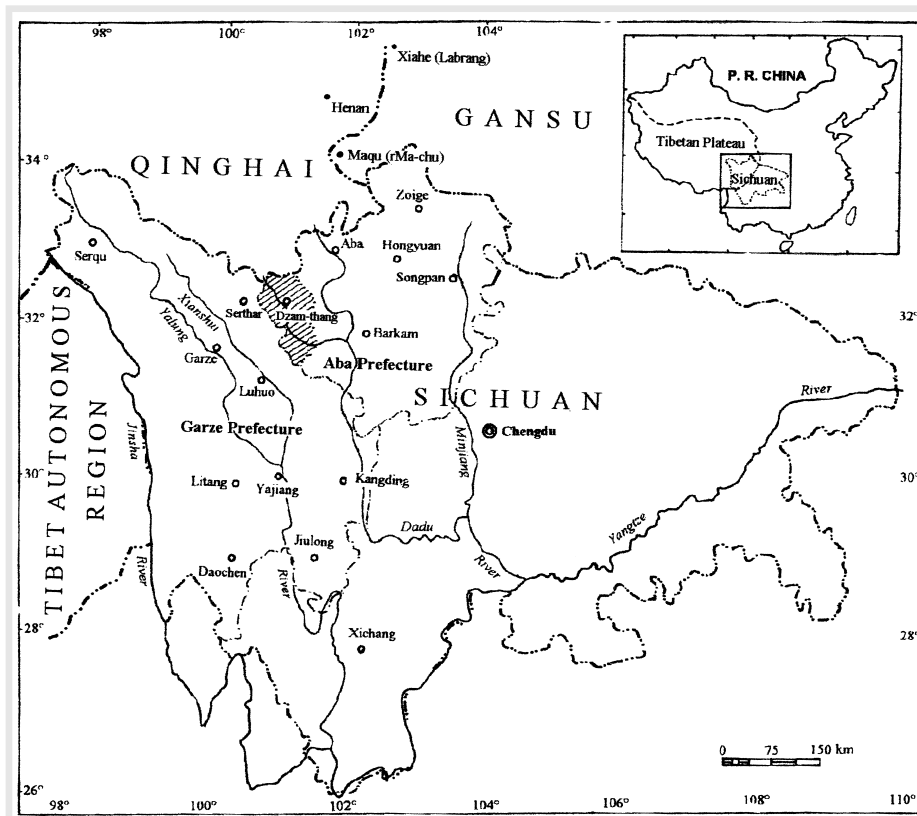 98°
100°
102°
104°
Xiahe (Labrang)
P. R. CHINA
Henan
GANSU
Tibetan Plateau
34°
QINGHAI
Maqu (rMa-chu)
Sichuan
Zoige
Aba
Hongyuan
Serqu
Songpan
Xianshui
Serthar
Dzam-thang
32°
32°
Yalung
Barkam
Garze
Aba Prefecture
Luhuo
SICHUAN
River
TIBET AUTONOMOUS
REGION
Jinsha
Garze Prefecture
Minjiang
Chengdu
30°
Litang
Yajiang
Kangding
30°
Dadu
Yangtze
Jiulong
Daochen
River
River
River
28°
Xichang
28°
0 75 150 km
26°
98°
100°
102°
104°
106°
108°
110°